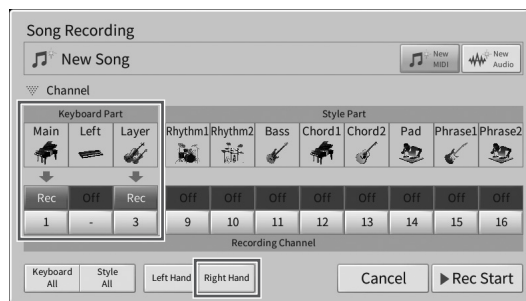 Song Recording
New Song
New MIDI
New Audio
Channel
Keyboard Part
Style Part
Main Left Layer Rhythm1 Rhythm2 Bass Chord1 Chord2 Pad Phrase1 Phrase2
Rec Off Rec Off Off Off Off Off Off Off Off
1 - 3 9 10 11 12 13 14 15 16
Recording Channel
Keyboard All
Style All
Left Hand
Right Hand
Cancel
Rec Start